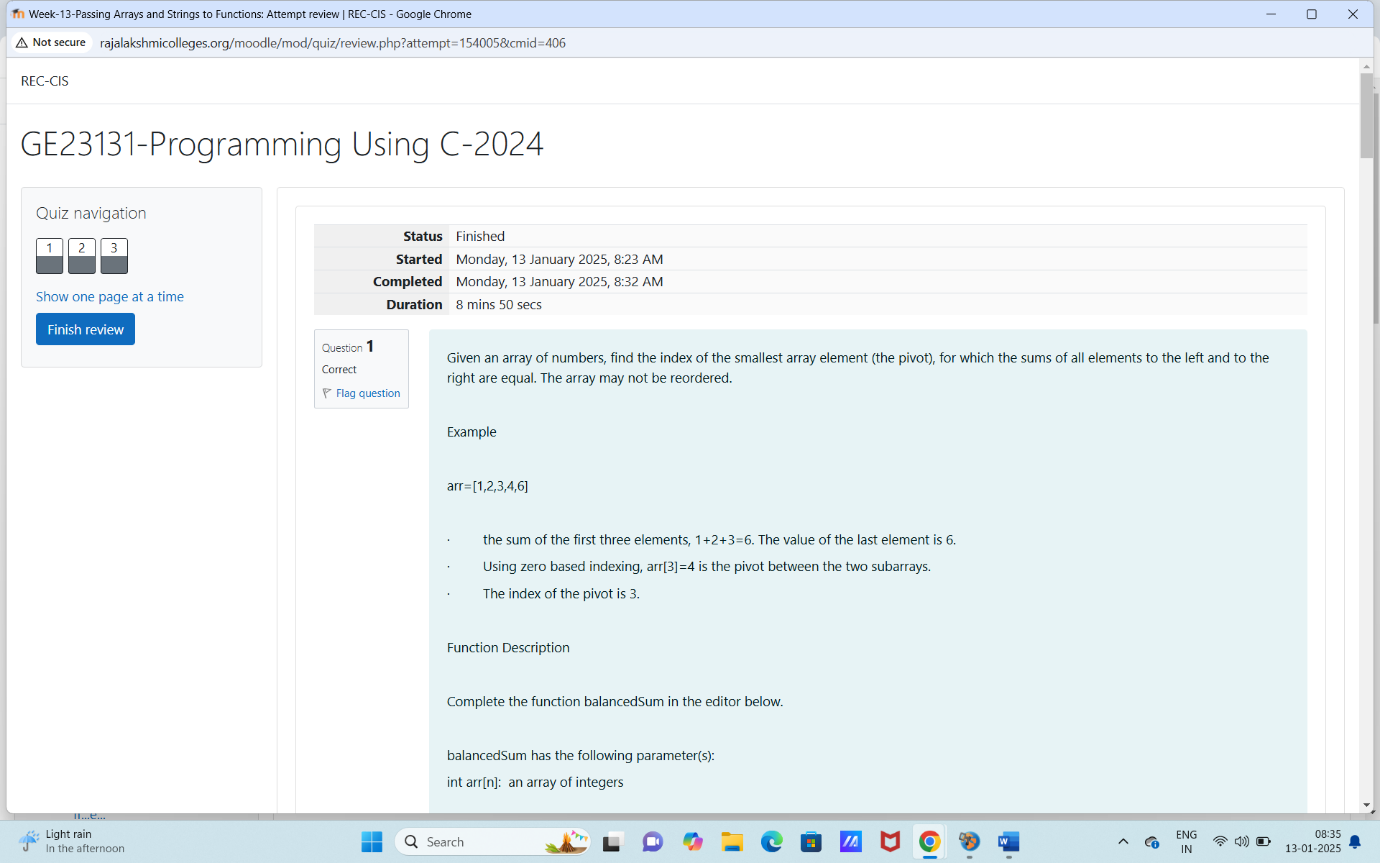 Week-13-Passing Arrays and Strings to Functions: Attempt review | REC-CIS - Google Chrome
Not secure rajalakshmicolleges.org/moodle/mod/quiz/review.php?attempt=154005&cmid=406
REC-CIS
GE23131-Programming Using C-2024
Quiz navigation
1 2 3
Show one page at a time
Finish review
Status Finished
Started Monday, 13 January 2025, 8:23 AM
Completed Monday, 13 January 2025, 8:32 AM
Duration 8 mins 50 secs
Question 1
Correct
Flag question
Given an array of numbers, find the index of the smallest array element (the pivot), for which the sums of all elements to the left and to the
right are equal. The array may not be reordered.
Example
arr=[1,2,3,4,6]
· the sum of the first three elements, 1+2+3=6. The value of the last element is 6.
· Using zero based indexing, arr[3]=4 is the pivot between the two subarrays.
· The index of the pivot is 3.
Function Description
Complete the function balancedSum in the editor below.
balancedSum has the following parameter(s):
int arr[n]: an array of integers
Light rain
In the afternoon
Search
ENG
IN
08:35
13-01-2025